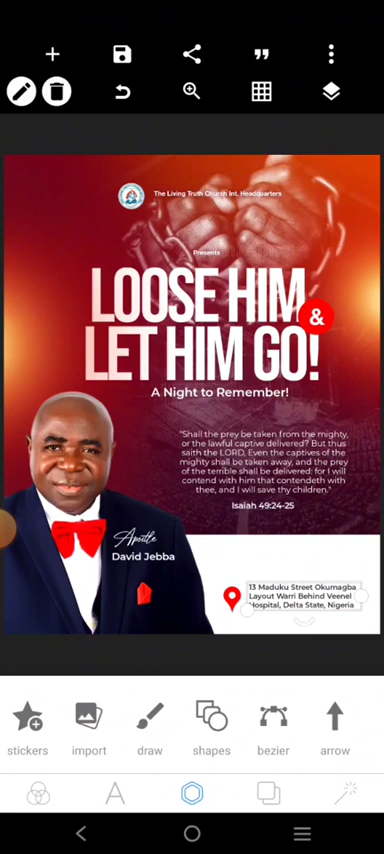 The Living Truth Church Int. Headquarters
Presents
LOOSE HIM
&
LET HIM GO!
A Night to Remember!
"Shall the prey be taken from the mighty,
or the lawful captive delivered? But thus
saith the LORD, Even the captives of the
mighty shall be taken away, and the prey
of the terrible shall be delivered: for I will
contend with him that contendeth with
thee, and I will save thy children."
Isaiah 49:24-25
Apostle
David Jebba
13 Maduku Street Okumagba
Layout Warri Behind Veenel
Hospital, Delta State, Nigeria
stickers import draw shapes bezier arrow